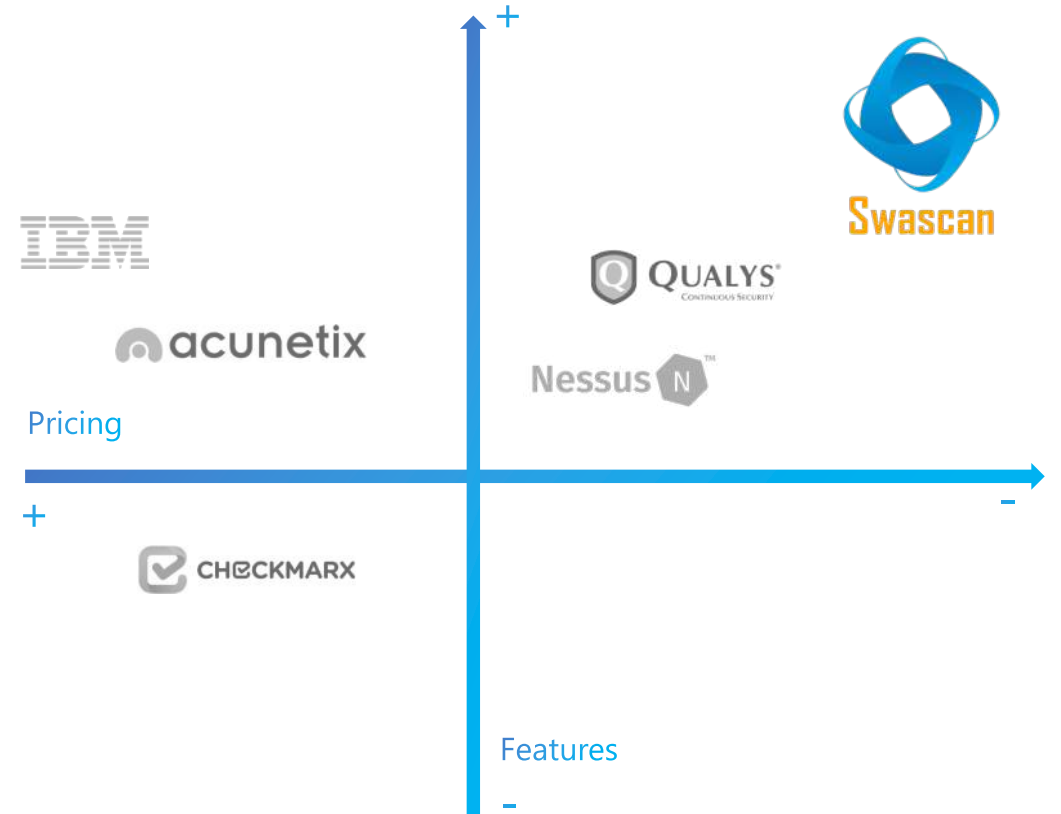 +
Swascan
IBM
QUALYS®
CONTINUOUS SECURITY
acunetix
Nessus N ™
Pricing
+
-
CHECKMARX
Features
-